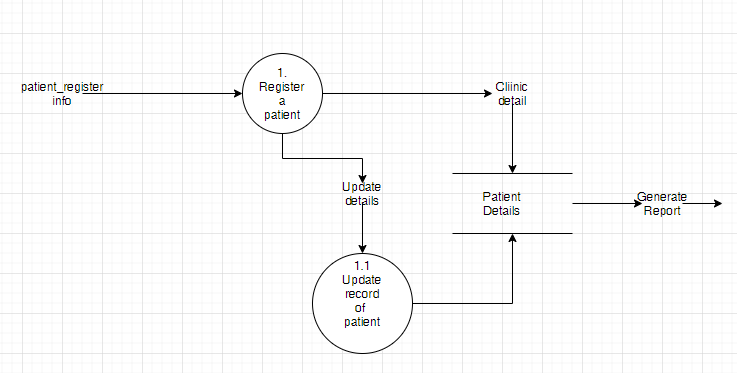 patient_register
info
1.
Register
a
patient
Cliinic
detail
Update
details
Patient
Details
Generate
Report
1.1
Update
record
of
patient